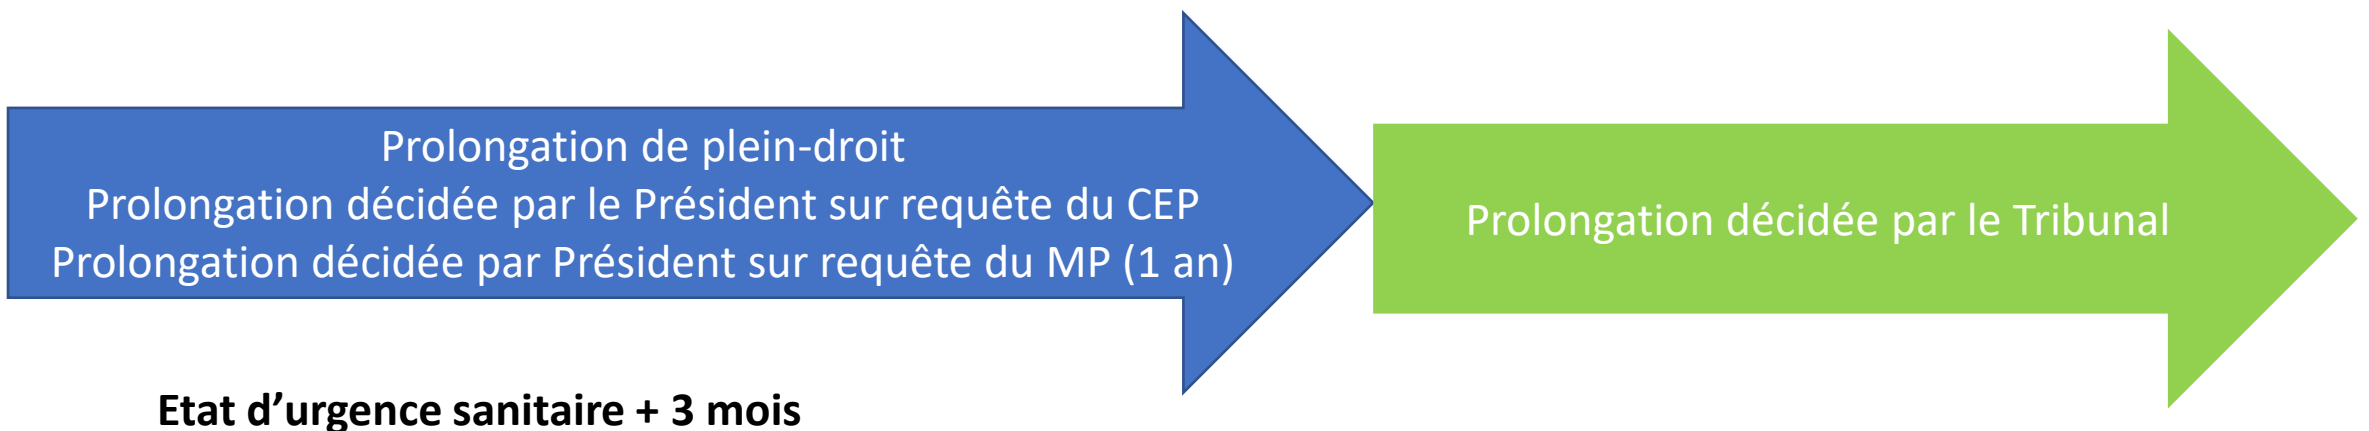 Prolongation de plein-droit
Prolongation décidée par le Président sur requête du CEP
Prolongation décidée par Président sur requête du MP (1 an)
Prolongation décidée par le Tribunal
Etat d’urgence sanitaire + 3 mois